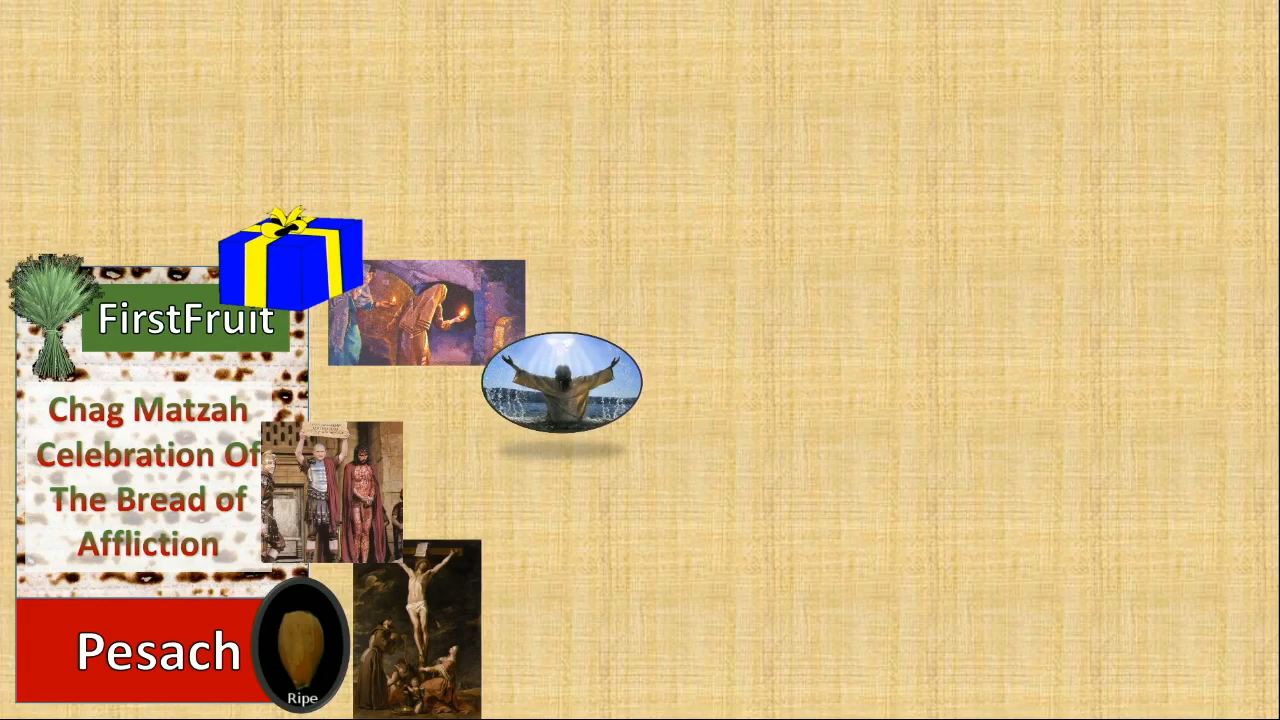 FirstFruit
Chag Matzah
Celebration Of
The Bread of
Affliction
Pesach
Ripe